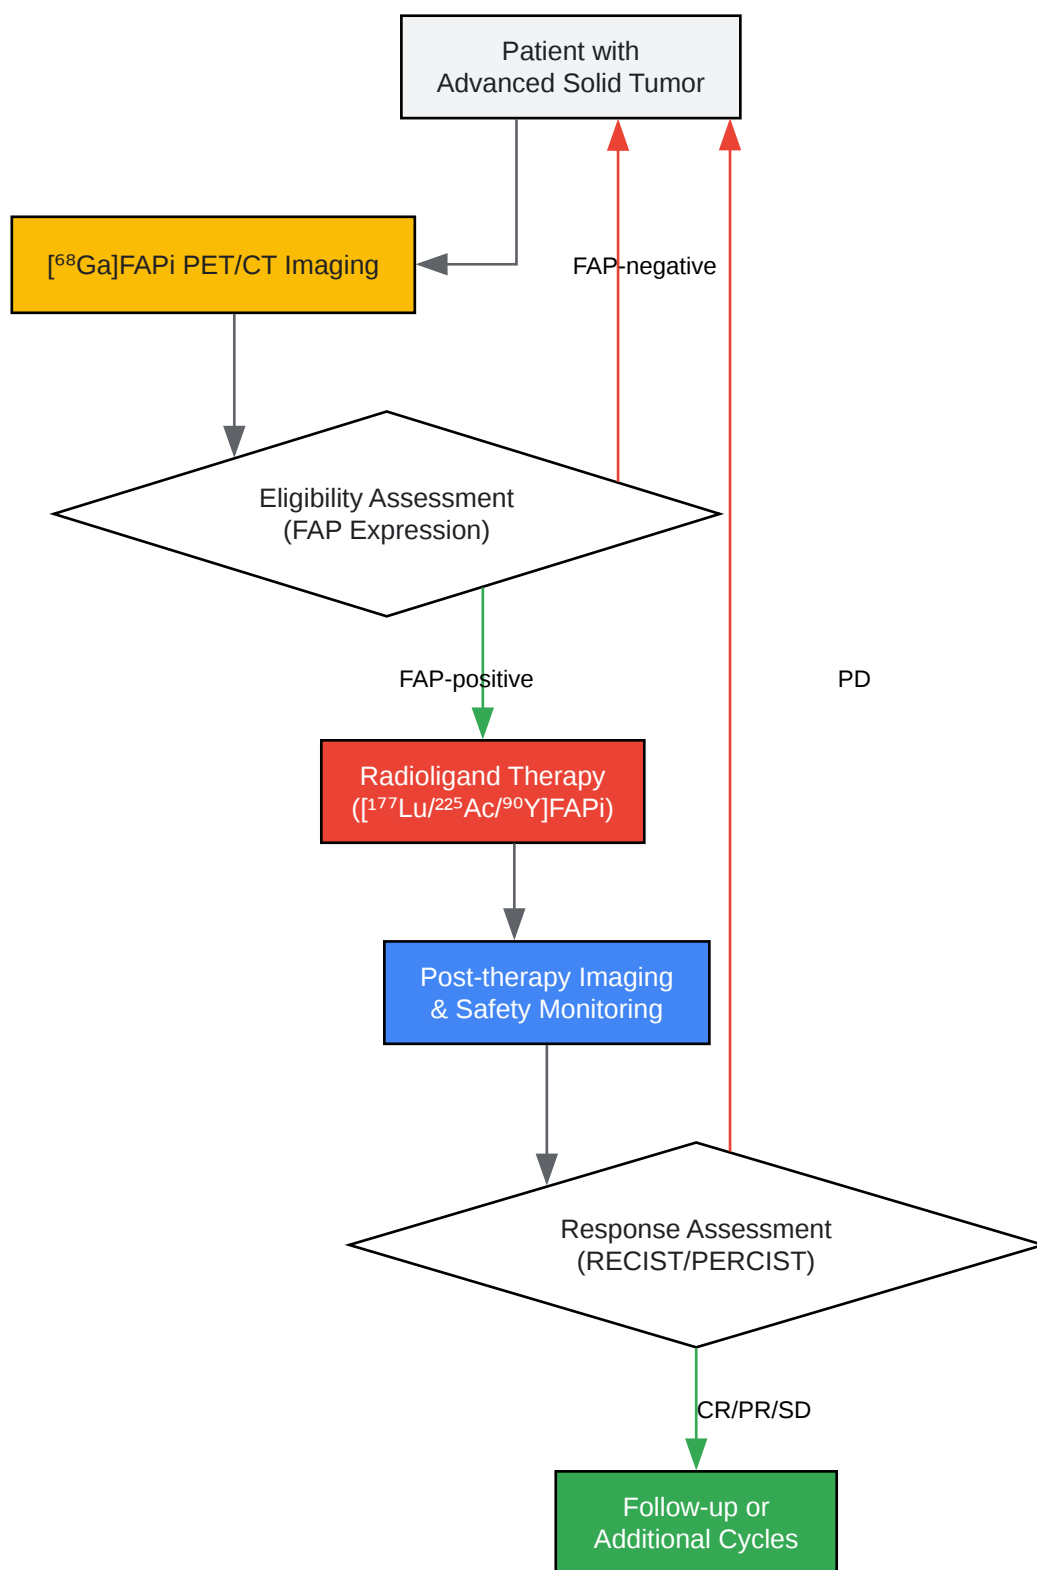 Patient with
Advanced Solid Tumor
[⁶⁸Ga]FAPi PET/CT Imaging
FAP-negative
Eligibility Assessment
(FAP Expression)
FAP-positive
PD
Radioligand Therapy
([¹⁷⁷Lu/²²⁵Ac/⁹⁰Y]FAPi)
Post-therapy Imaging
& Safety Monitoring
Response Assessment
(RECIST/PERCIST)
CR/PR/SD
Follow-up or
Additional Cycles